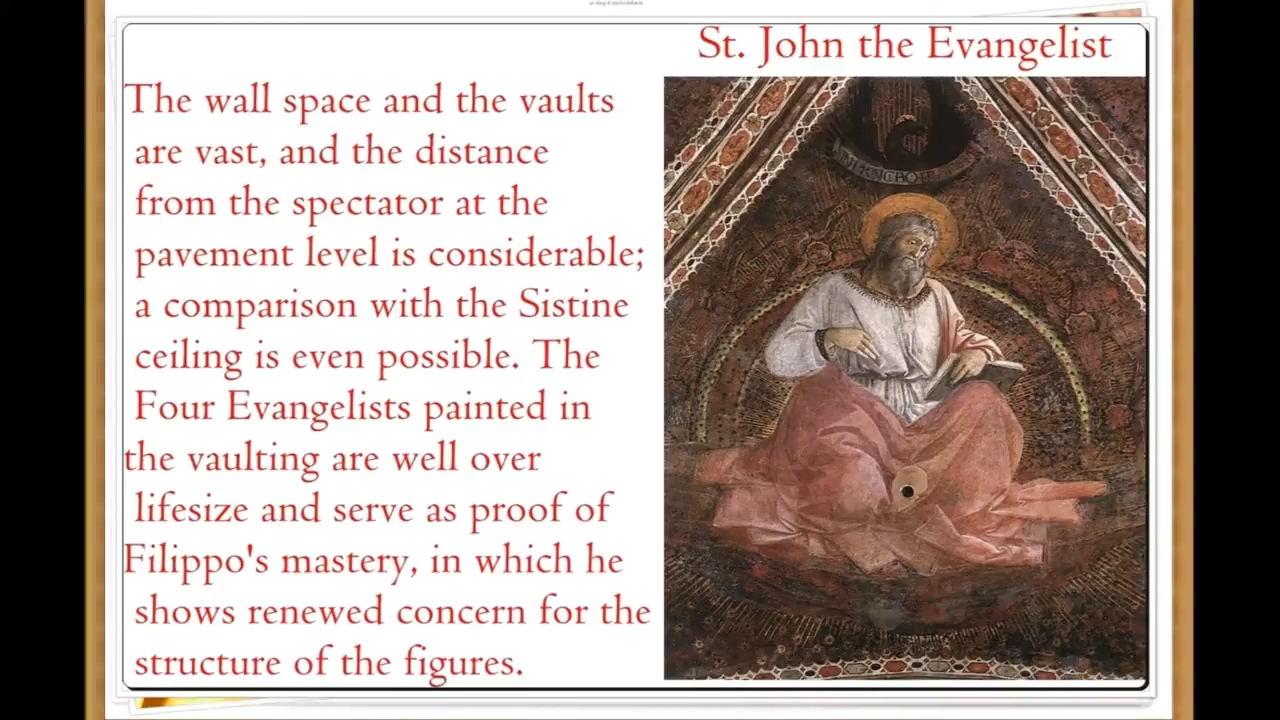 St. John the Evangelist
The wall space and the vaults
are vast, and the distance
from the spectator at the
pavement level is considerable;
a comparison with the Sistine
ceiling is even possible. The
Four Evangelists painted in
the vaulting are well over
lifesize and serve as proof of
Filippo's mastery, in which he
shows renewed concern for the
structure of the figures.